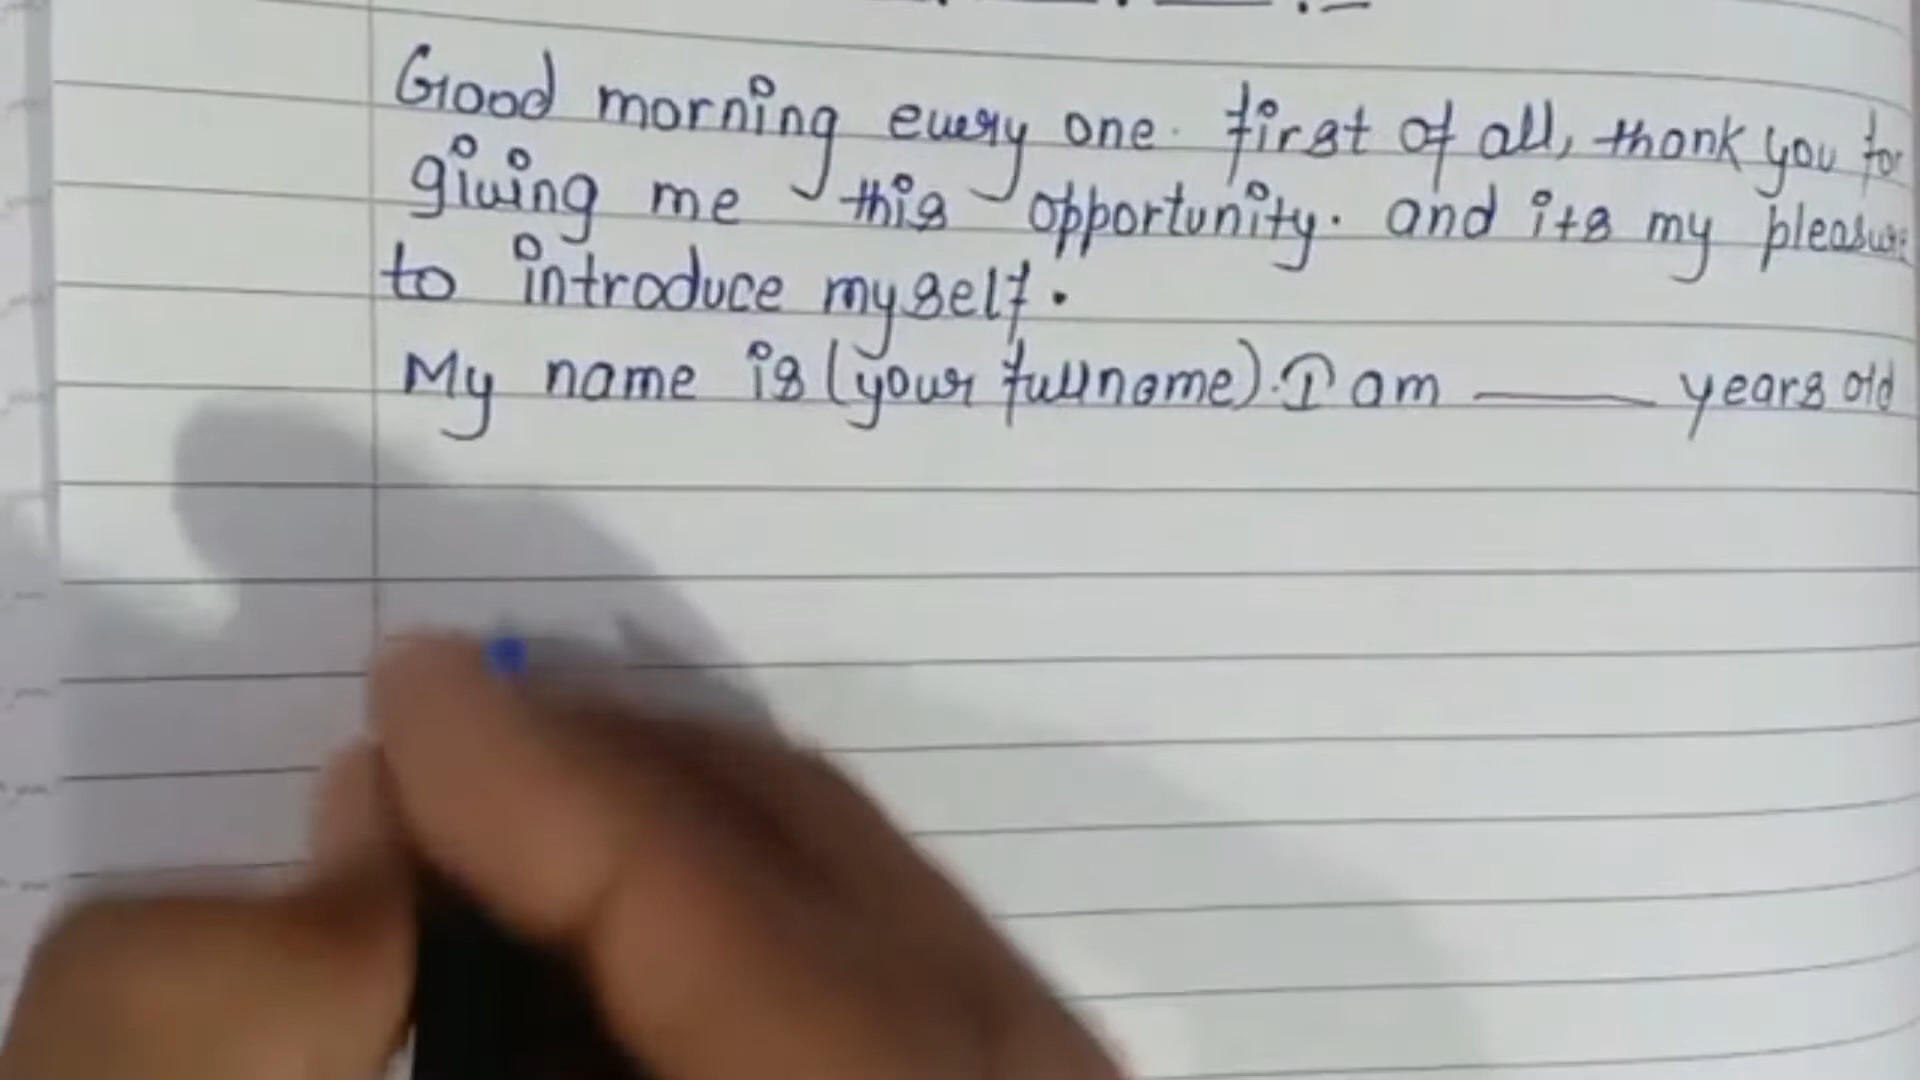 Good morning every one. first of all, thank you for
giving me this opportunity. and its my pleasure
to introduce myself.
My name is (your fullname). I am ____ years old